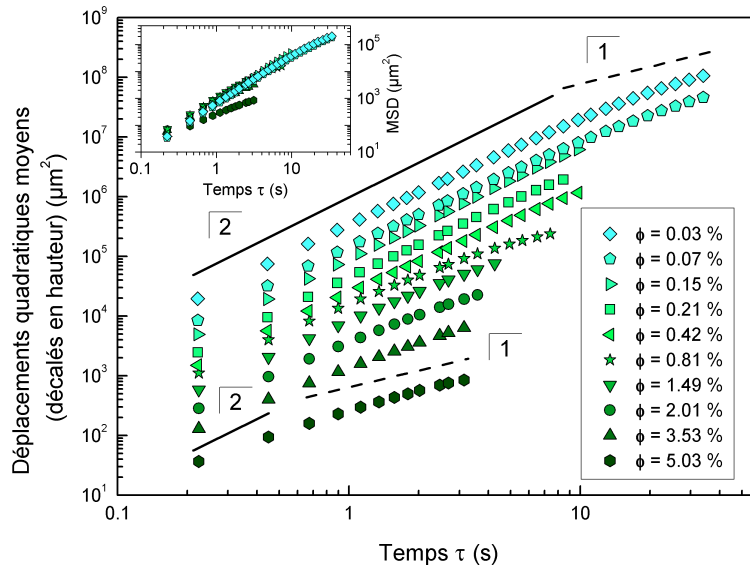 10⁹
10⁸
10⁷
10⁶
10⁵
10⁴
10³
10²
10¹
0.1
1
10
Déplacements quadratiques moyens
(décalés en hauteur) (µm²)
Temps τ (s)
10⁵
10³
10¹
MSD (µm²)
0.1
1
10
Temps τ (s)
1
2
2
1
ϕ = 0.03 %
ϕ = 0.07 %
ϕ = 0.15 %
ϕ = 0.21 %
ϕ = 0.42 %
ϕ = 0.81 %
ϕ = 1.49 %
ϕ = 2.01 %
ϕ = 3.53 %
ϕ = 5.03 %